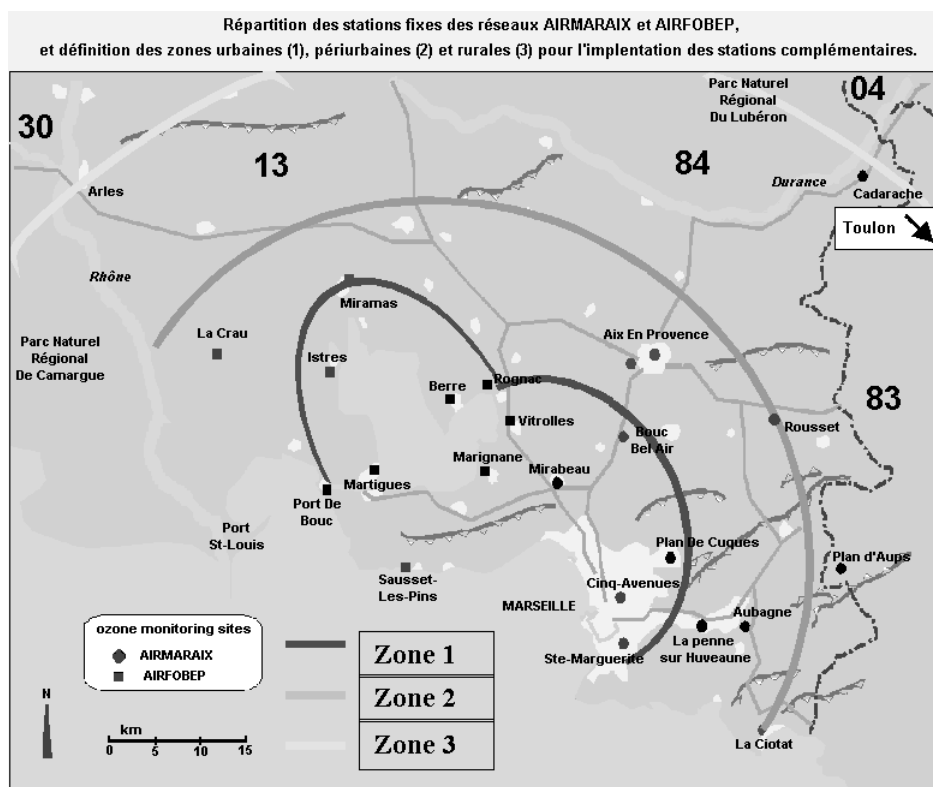 Répartition des stations fixes des réseaux AIRMARAIX et AIRFOBEP,
et définition des zones urbaines (1), périurbaines (2) et rurales (3) pour l'implentation des stations complémentaires.
Parc Naturel
Régional
Du Lubéron
04
30
13
84
Durance
Cadarache
Arles
Toulon
Rhône
Miramas
La Crau
Parc Naturel
Régional
De Camargue
Istres
Aix En Provence
Berre
Rognac
83
Vitrolles
Rousset
Bouc
Bel Air
Marignane
Mirabeau
Martigues
Port De
Bouc
Port
St-Louis
Plan De Cuques
Plan d'Aups
Sausset-
Les-Pins
Cinq-Avenues
MARSEILLE
Aubagne
La penne
sur Huveaune
Ste-Marguerite
ozone monitoring sites
AIRMARAIX
AIRFOBEP
Zone 1
Zone 2
Zone 3
N
km
0 5 10 15
La Ciotat